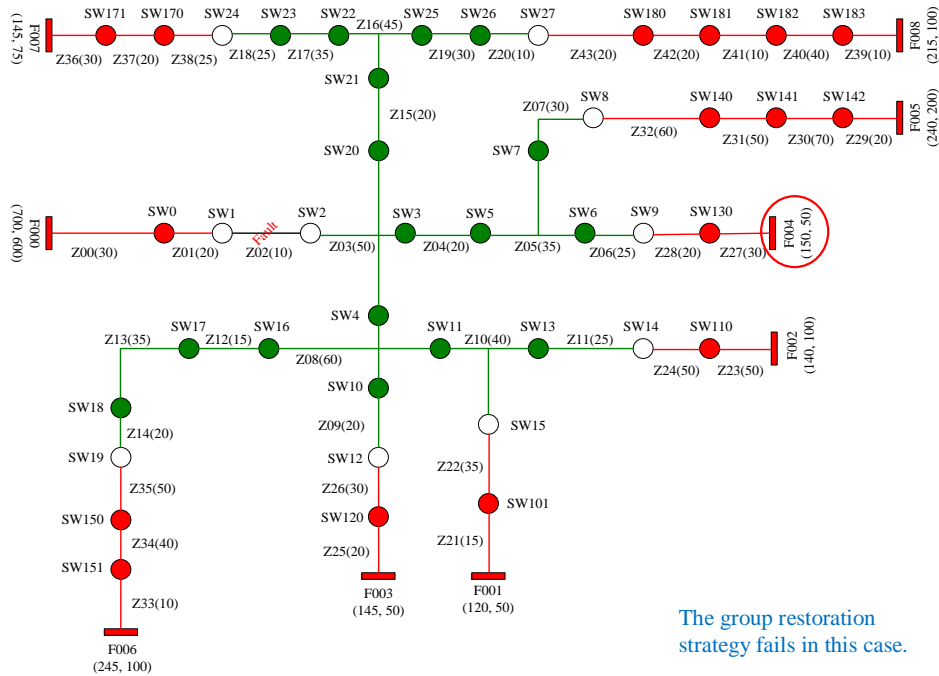 SW171
SW170
SW24
SW23
SW22
Z16(45)
SW25
SW26
SW27
SW180
SW181
SW182
SW183
F007
(145, 75)
Z36(30)
Z37(20)
Z38(25)
Z18(25)
Z17(35)
Z19(30)
Z20(10)
Z43(20)
Z42(20)
Z41(10)
Z40(40)
Z39(10)
F008
(215, 100)
SW21
Z07(30)
SW8
SW140
SW141
SW142
Z15(20)
Z32(60)
Z31(50)
Z30(70)
Z29(20)
F005
(240, 200)
SW20
SW7
SW0
SW1
Fault
SW2
SW3
SW5
SW6
SW9
SW130
F000
(700, 600)
Z00(30)
Z01(20)
Z02(10)
Z03(50)
Z04(20)
Z05(35)
Z06(25)
Z28(20)
Z27(30)
F004
(150, 50)
SW4
Z13(35)
SW17
Z12(15)
SW16
Z08(60)
SW11
Z10(40)
SW13
Z11(25)
SW14
SW110
Z24(50)
Z23(50)
F002
(140, 100)
SW10
SW18
Z09(20)
Z14(20)
SW15
SW19
SW12
Z22(35)
Z35(50)
Z26(30)
SW101
SW150
SW120
Z34(40)
Z25(20)
Z21(15)
SW151
Z33(10)
F003
(145, 50)
F001
(120, 50)
F006
(245, 100)
The group restoration
strategy fails in this case.